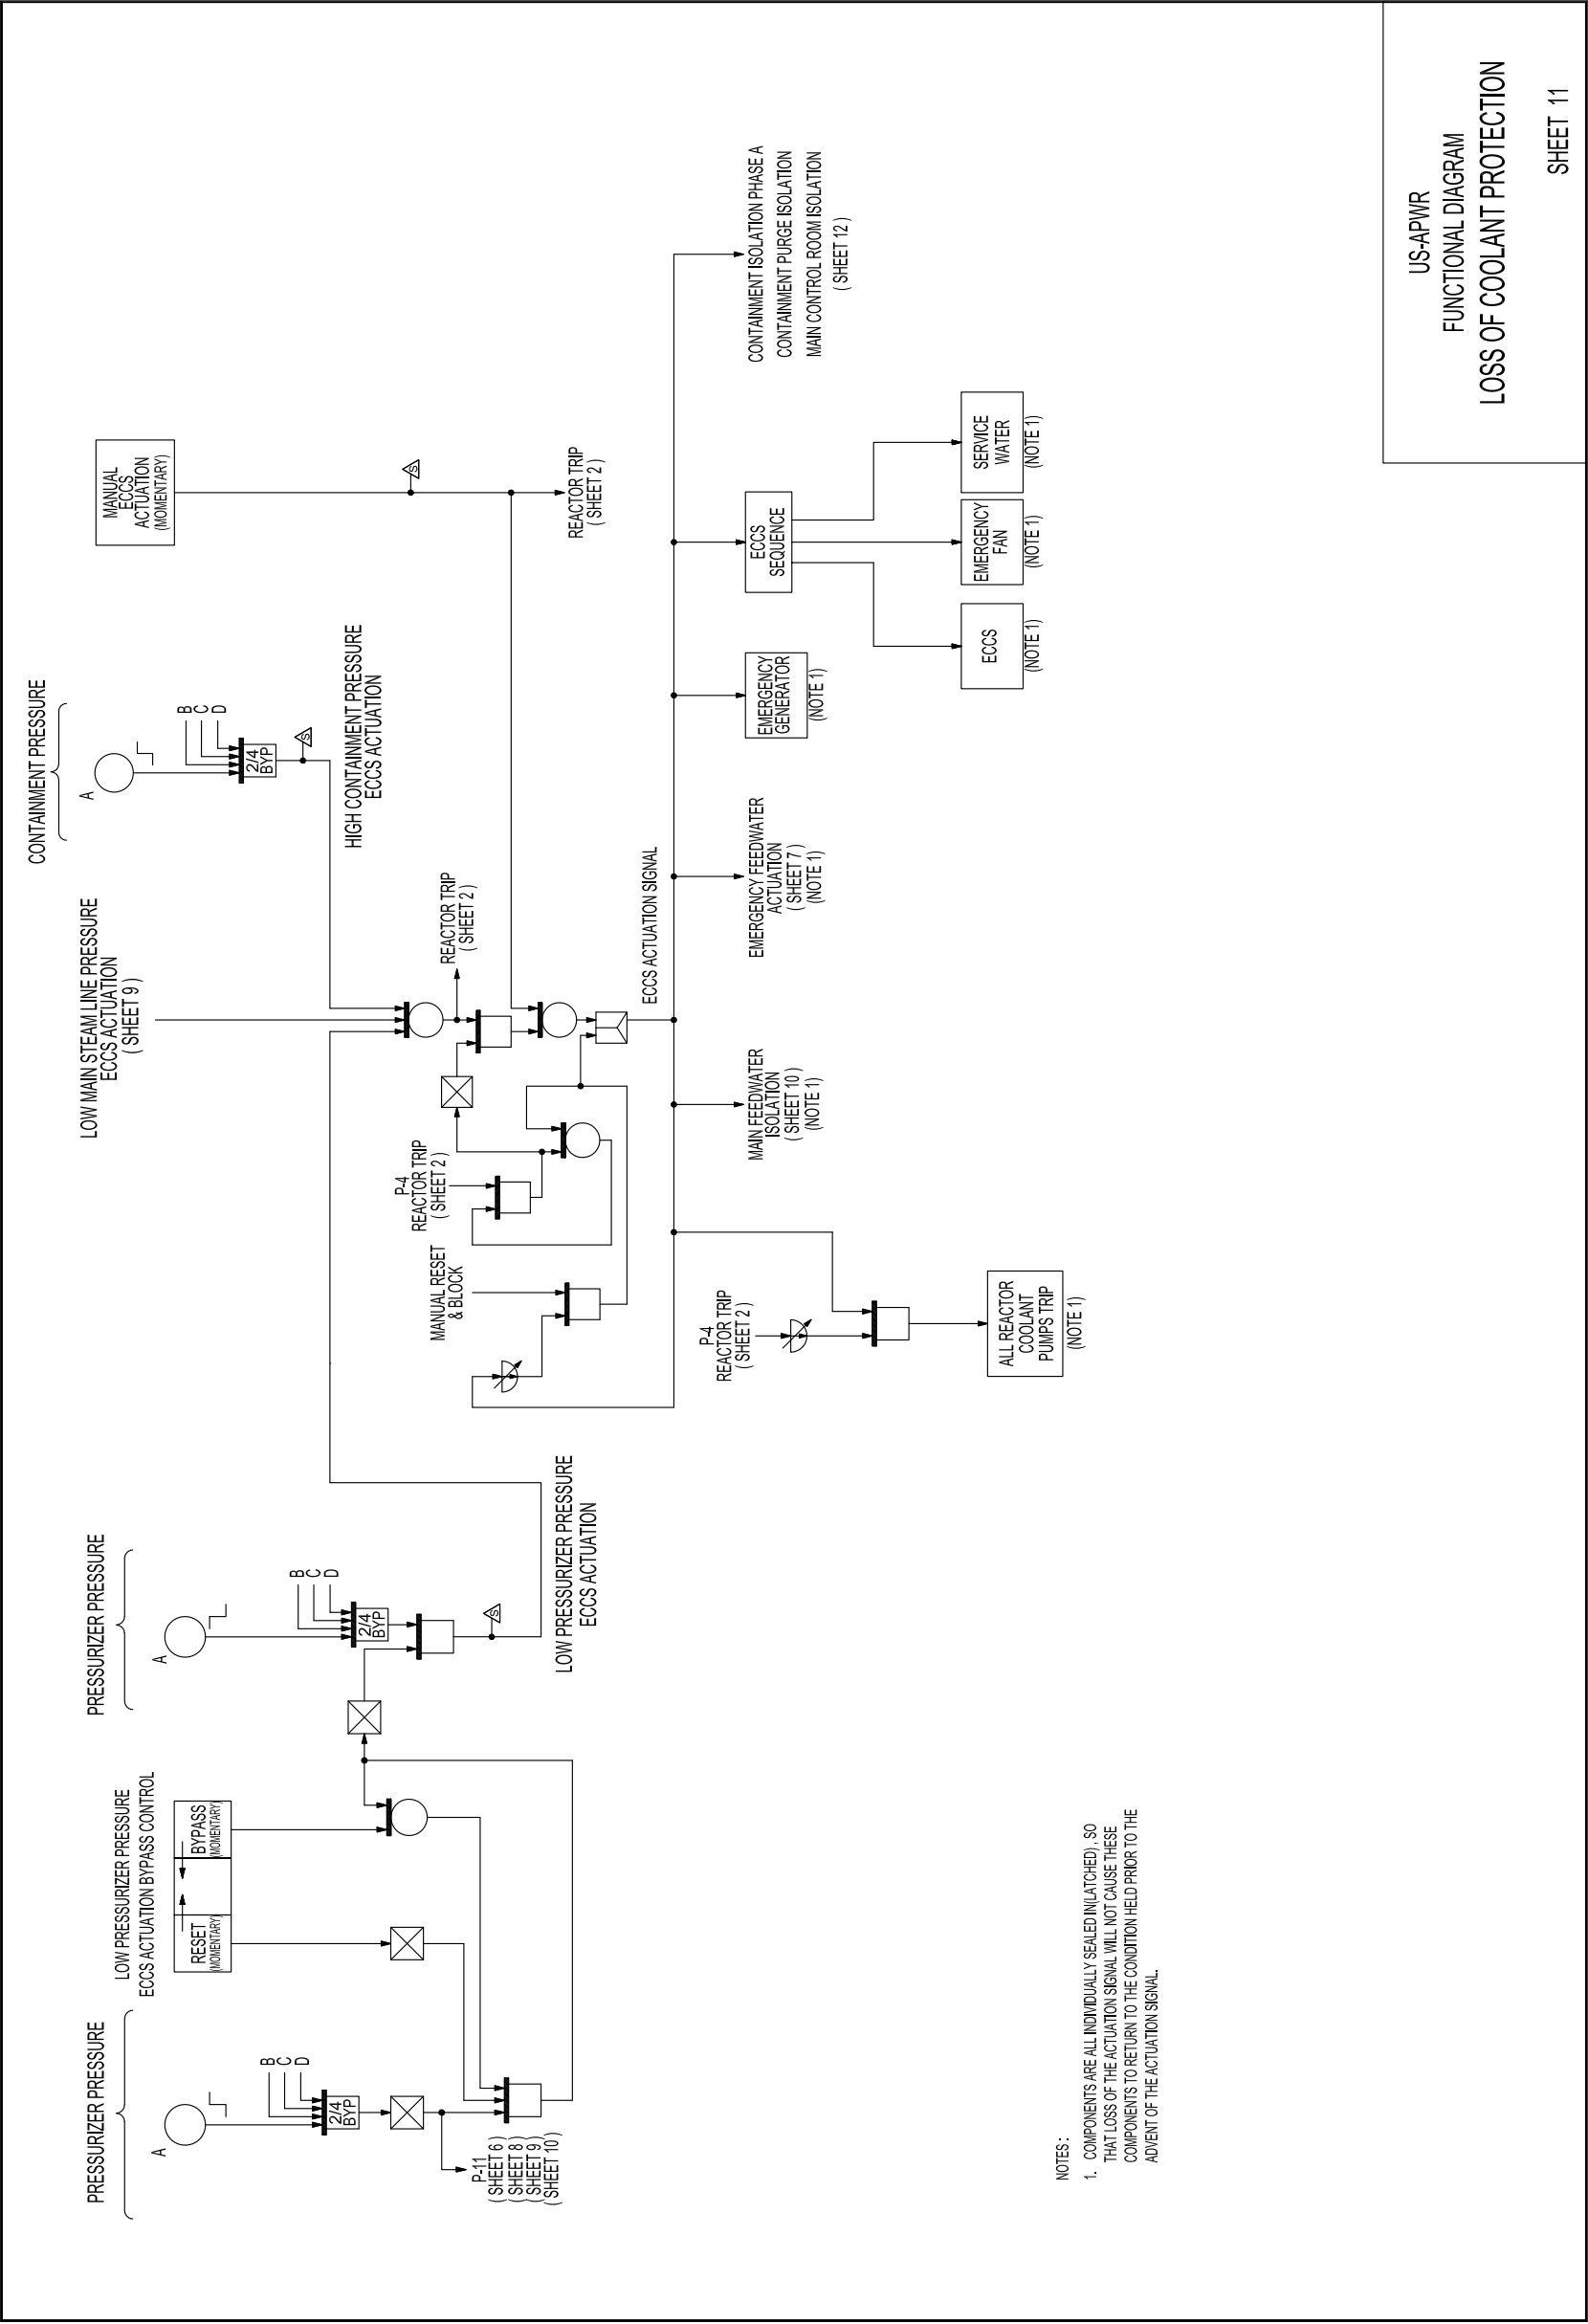 PRESSURIZER PRESSURE
A
B
C
D
2/4
BYP
P-11
( SHEET 6 )
( SHEET 8 )
( SHEET 9 )
( SHEET 10 )
LOW PRESSURIZER PRESSURE
ECCS ACTUATION BYPASS CONTROL
RESET
(MOMENTARY)
BYPASS
(MOMENTARY)
PRESSURIZER PRESSURE
A
B
C
D
2/4
BYP
S
LOW PRESSURIZER PRESSURE
ECCS ACTUATION
LOW MAIN STEAM LINE PRESSURE
ECCS ACTUATION
( SHEET 9 )
CONTAINMENT PRESSURE
A
B
C
D
2/4
BYP
S
HIGH CONTAINMENT PRESSURE
ECCS ACTUATION
MANUAL
ECCS
ACTUATION
(MOMENTARY)
S
REACTOR TRIP
( SHEET 2 )
REACTOR TRIP
( SHEET 2 )
P-4
REACTOR TRIP
( SHEET 2 )
MANUAL RESET
& BLOCK
ECCS ACTUATION SIGNAL
P-4
REACTOR TRIP
( SHEET 2 )
ALL REACTOR
COOLANT
PUMPS TRIP
(NOTE 1)
MAIN FEEDWATER
ISOLATION
( SHEET 10 )
(NOTE 1)
EMERGENCY FEEDWATER
ACTUATION
( SHEET 7 )
(NOTE 1)
EMERGENCY
GENERATOR
(NOTE 1)
ECCS
SEQUENCE
ECCS
(NOTE 1)
EMERGENCY
FAN
(NOTE 1)
SERVICE
WATER
(NOTE 1)
CONTAINMENT ISOLATION PHASE A
CONTAINMENT PURGE ISOLATION
MAIN CONTROL ROOM ISOLATION
( SHEET 12 )
NOTES :
1. COMPONENTS ARE ALL INDIVIDUALLY SEALED IN(LATCHED) , SO
THAT LOSS OF THE ACTUATION SIGNAL WILL NOT CAUSE THESE
COMPONENTS TO RETURN TO THE CONDITION HELD PRIOR TO THE
ADVENT OF THE ACTUATION SIGNAL.
US-APWR
FUNCTIONAL DIAGRAM
LOSS OF COOLANT PROTECTION
SHEET 11